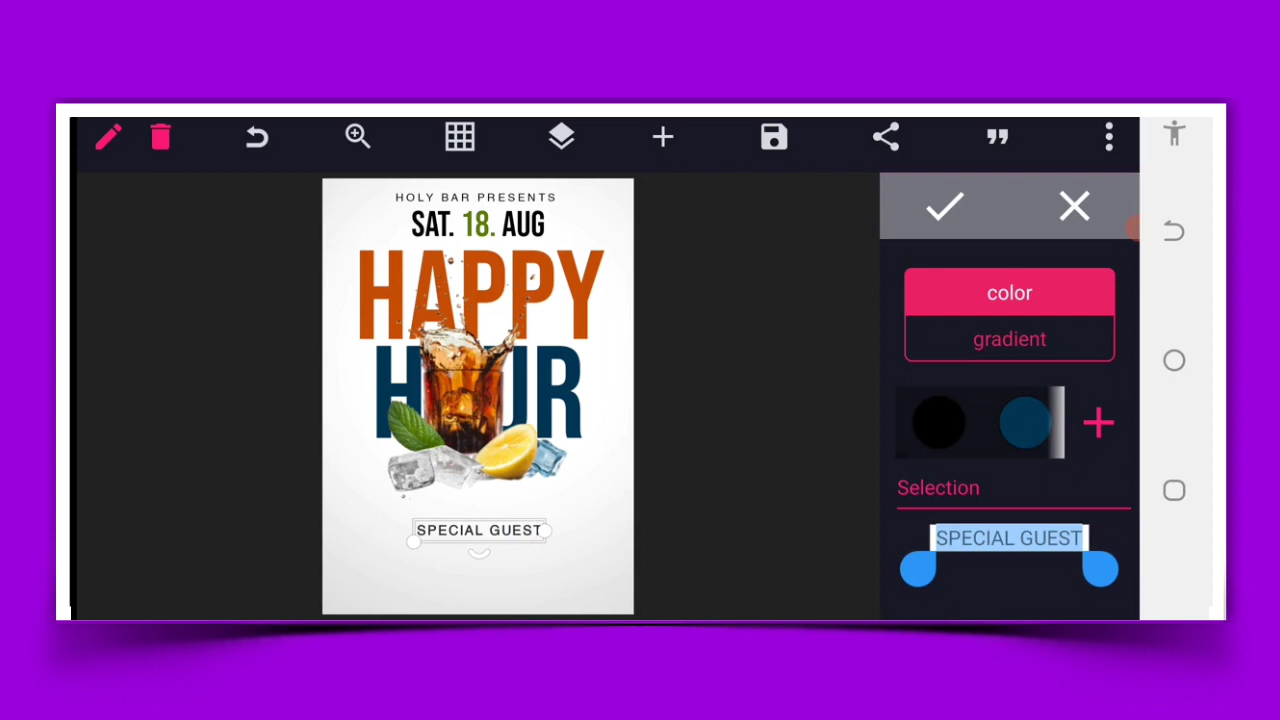 HOLY BAR PRESENTS
SAT. 18. AUG
HAPPY
HOUR
SPECIAL GUEST
color
gradient
Selection
SPECIAL GUEST